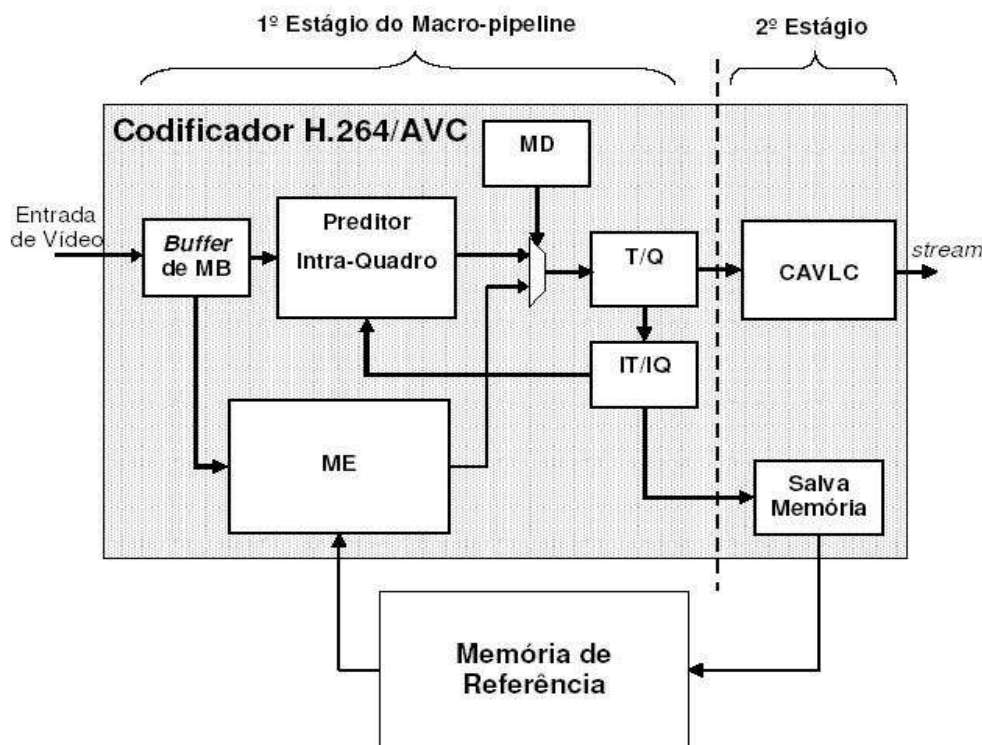 1º Estágio do Macro-pipeline
2º Estágio
Codificador H.264/AVC
MD
Entrada
de Vídeo
Buffer
de MB
Preditor
Intra-Quadro
T/Q
CAVLC
stream
IT/IQ
ME
Salva
Memória
Memória de
Referência